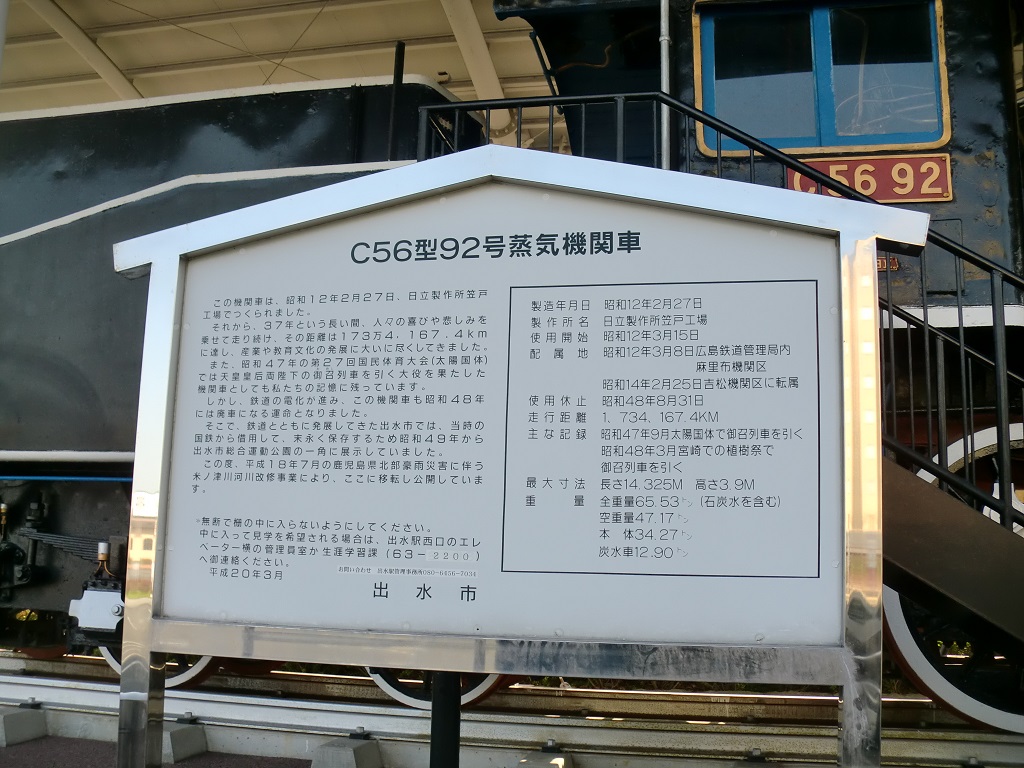 C56 92
C56型92号蒸気機関車
この機関車は、昭和12年2月27日、日立製作所笠戸
工場でつくられました。
それから、37年という長い間、人々の喜びや悲しみを
乗せて走り続け、その距離は173万4,167.4km
に達し、産業や教育文化の発展に大いに尽くしてきました。
また、昭和47年の第27回国民体育大会(太陽国体)
では天皇皇后両陛下の御召列車を引く大役を果たした
機関車としても私たちの記憶に残っています。
しかし、鉄道の電化が進み、この機関車も昭和48年
には廃車になる運命となりました。
そこで、鉄道とともに発展してきた出水市では、当時の
国鉄から借用して、末永く保存するため昭和49年から
出水市総合運動公園の一角に展示していました。
この度、平成18年7月の鹿児島県北部豪雨災害に伴う
米ノ津川河川改修事業により、ここに移転し公開していま
す。
*無断で柵の中に入らないようにしてください。
中に入って見学を希望される場合は、出水駅西口のエレ
ベーター横の管理員室か生涯学習課(63-2200)
へ御連絡ください。
平成20年3月
お問い合わせ 出水駅管理事務所080-6456-7034
出水市
製造年月日 昭和12年2月27日
製作所名 日立製作所笠戸工場
使用開始 昭和12年3月15日
配属地 昭和12年3月8日広島鉄道管理局内
麻里布機関区
昭和14年2月25日吉松機関区に転属
使用休止 昭和48年8月31日
走行距離 1,734,167.4KM
主な記録 昭和47年9月太陽国体で御召列車を引く
昭和48年3月宮崎での植樹祭で
御召列車を引く
最大寸法 長さ14.325M 高さ3.9M
重量 全重量65.53㌧(石炭水を含む)
空重量47.17㌧
本体34.27㌧
炭水車12.90㌧